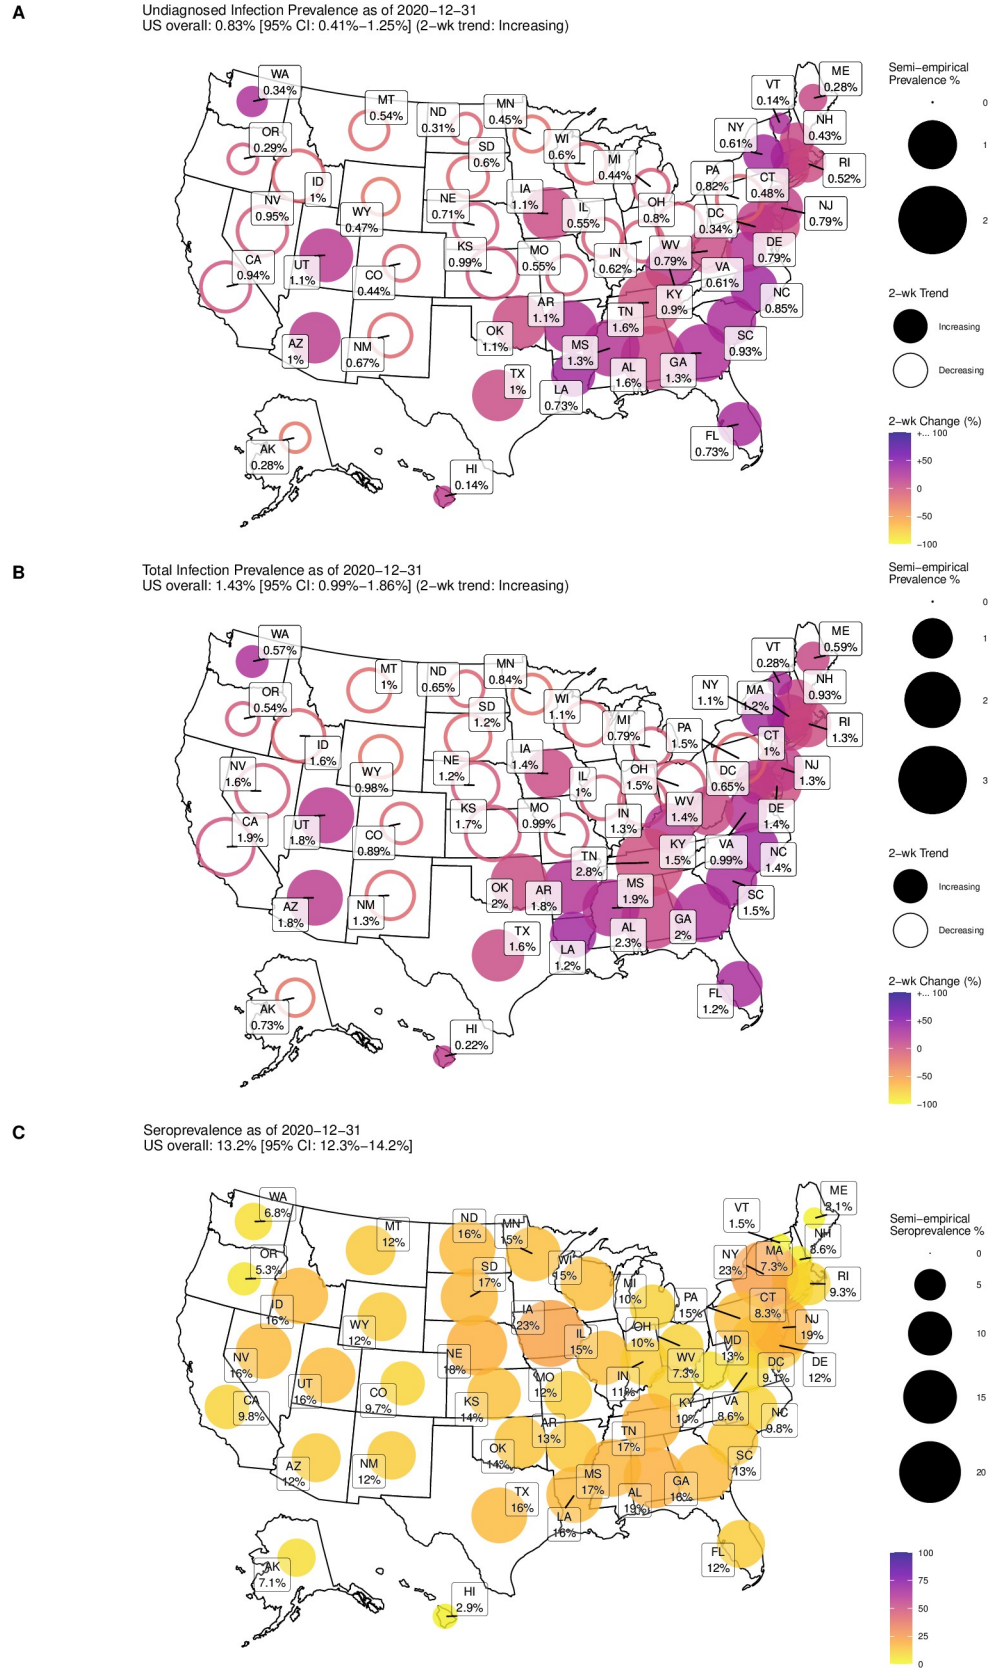 A
Undiagnosed Infection Prevalence as of 2020−12−31
US overall: 0.83% [95% CI: 0.41%−1.25%] (2−wk trend: Increasing)
WA
0.34%
OR
0.29%
MT
0.54%
ND
0.31%
MN
0.45%
SD
0.6%
WI
0.6%
MI
0.44%
VT
0.14%
ME
0.28%
NH
0.43%
NY
0.61%
RI
0.52%
PA
0.82%
CT
0.48%
NJ
0.79%
ID
1%
NV
0.95%
WY
0.47%
NE
0.71%
IA
1.1%
IL
0.55%
OH
0.8%
DC
0.34%
DE
0.79%
CA
0.94%
UT
1.1%
CO
0.44%
KS
0.99%
MO
0.55%
IN
0.62%
WV
0.79%
VA
0.61%
NC
0.85%
AZ
1%
NM
0.67%
OK
1.1%
AR
1.1%
TN
1.6%
KY
0.9%
SC
0.93%
MS
1.3%
AL
1.6%
GA
1.3%
TX
1%
LA
0.73%
FL
0.73%
AK
0.28%
HI
0.14%
Semi−empirical
Prevalence %
0
1
2
2−wk Trend
Increasing
Decreasing
2−wk Change (%)
+... 100
+50
0
−50
−100
B
Total Infection Prevalence as of 2020−12−31
US overall: 1.43% [95% CI: 0.99%−1.86%] (2−wk trend: Increasing)
WA
0.57%
OR
0.54%
MT
1%
ND
0.65%
MN
0.84%
SD
1.2%
WI
1.1%
MI
0.79%
VT
0.28%
ME
0.59%
NH
0.93%
NY
1.1%
MA
1.2%
RI
1.3%
PA
1.5%
CT
1%
NJ
1.3%
ID
1.6%
NV
1.6%
WY
0.98%
NE
1.2%
IA
1.4%
IL
1%
OH
1.5%
DC
0.65%
DE
1.4%
CA
1.9%
UT
1.8%
CO
0.89%
KS
1.7%
MO
0.99%
IN
1.3%
WV
1.4%
KY
1.5%
VA
0.99%
NC
1.4%
AZ
1.8%
NM
1.3%
OK
2%
AR
1.8%
TN
2.8%
MS
1.9%
SC
1.5%
AL
2.3%
GA
2%
TX
1.6%
LA
1.2%
FL
1.2%
AK
0.73%
HI
0.22%
Semi−empirical
Prevalence %
0
1
2
3
2−wk Trend
Increasing
Decreasing
2−wk Change (%)
+... 100
+50
0
−50
−100
C
Seroprevalence as of 2020−12−31
US overall: 13.2% [95% CI: 12.3%−14.2%]
WA
6.8%
OR
5.3%
MT
12%
ND
16%
MN
15%
SD
17%
WI
15%
MI
10%
VT
1.5%
ME
2.1%
NH
3.6%
NY
23%
MA
7.3%
RI
9.3%
PA
15%
CT
8.3%
NJ
19%
ID
16%
NV
16%
WY
12%
NE
18%
IA
23%
IL
15%
OH
10%
MD
13%
DC
9.1%
DE
12%
CA
9.8%
UT
16%
CO
9.7%
KS
14%
MO
12%
IN
11%
WV
7.3%
KY
10%
VA
8.6%
NC
9.8%
AZ
12%
NM
12%
OK
14%
AR
13%
TN
17%
SC
13%
MS
17%
AL
19%
GA
16%
TX
16%
LA
16%
FL
12%
AK
7.1%
HI
2.9%
Semi−empirical
Seroprevalence %
0
5
10
15
20
100
75
50
25
0